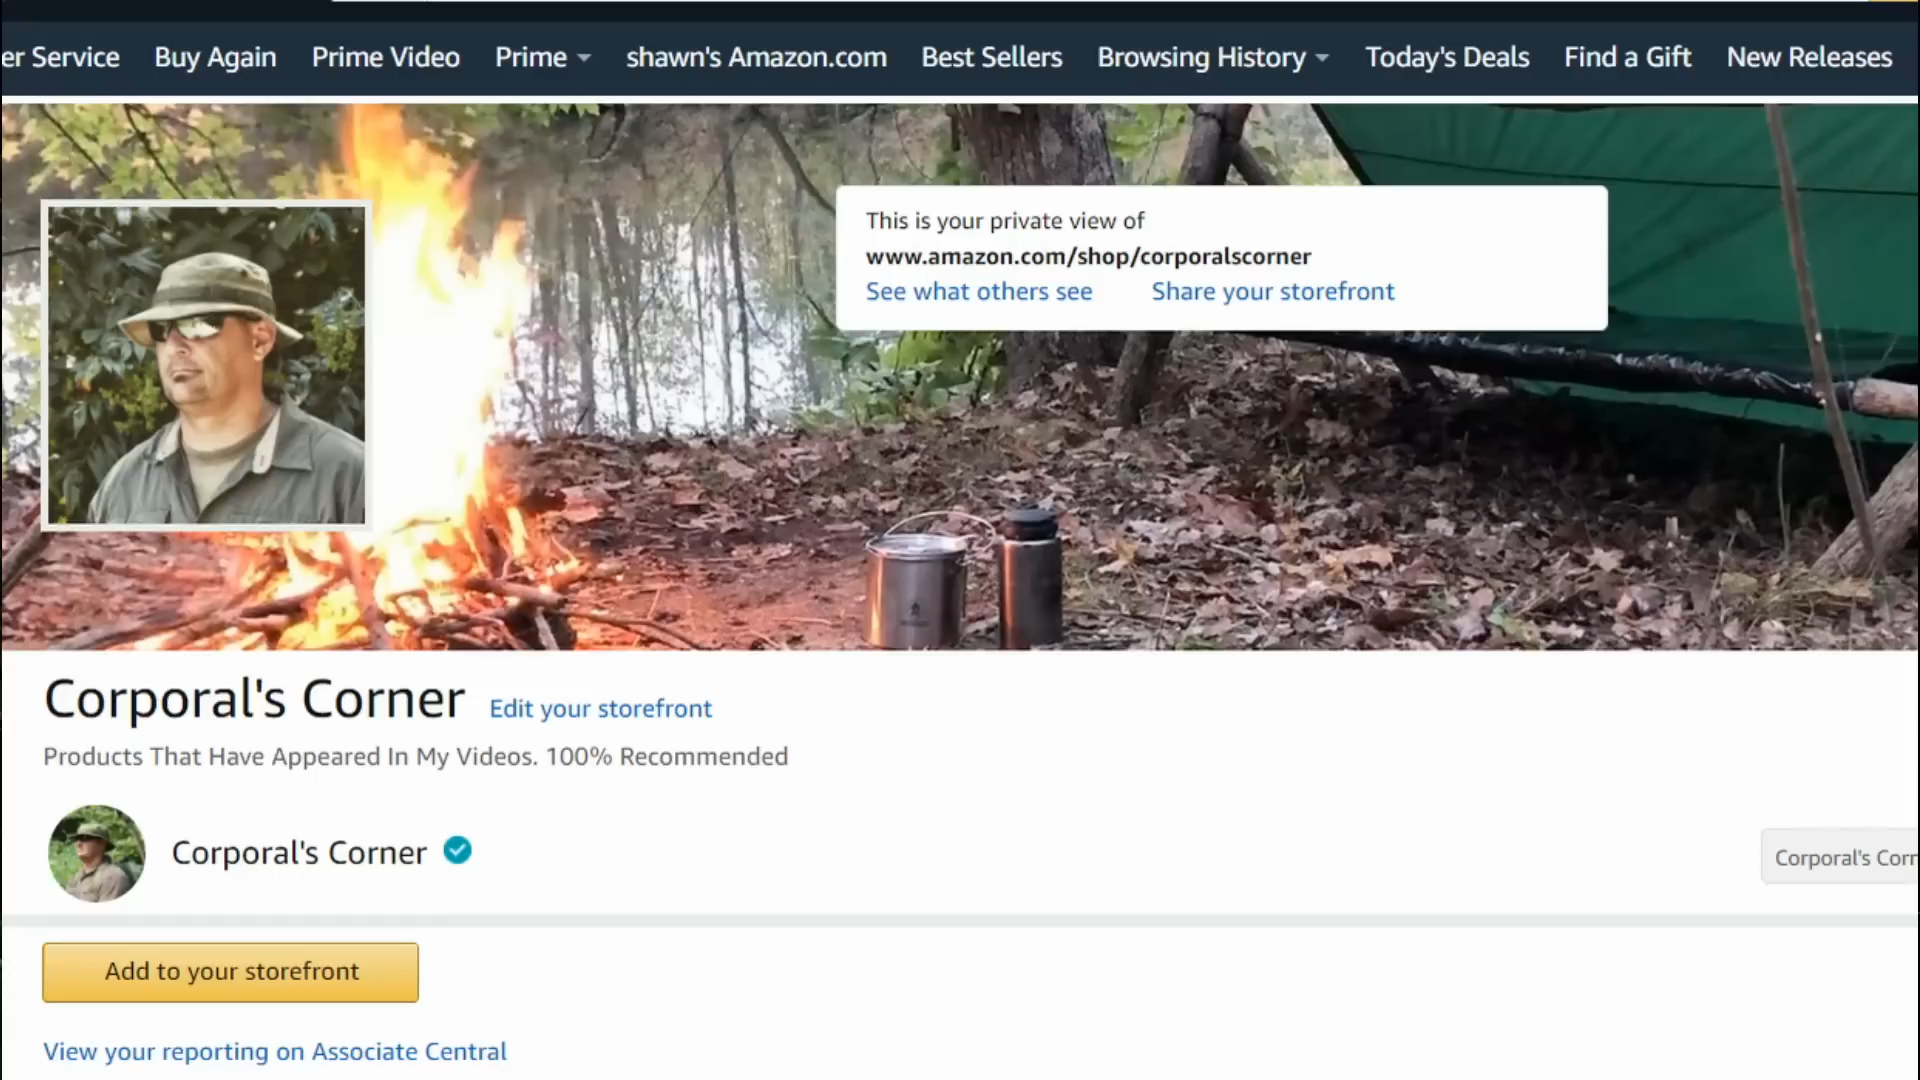 er Service Buy Again Prime Video Prime shawn's Amazon.com Best Sellers Browsing History Today's Deals Find a Gift New Releases
This is your private view of
www.amazon.com/shop/corporalscorner
See what others see Share your storefront
Corporal's Corner Edit your storefront
Products That Have Appeared In My Videos. 100% Recommended
Corporal's Corner
Corporal's Corn
Add to your storefront
View your reporting on Associate Central